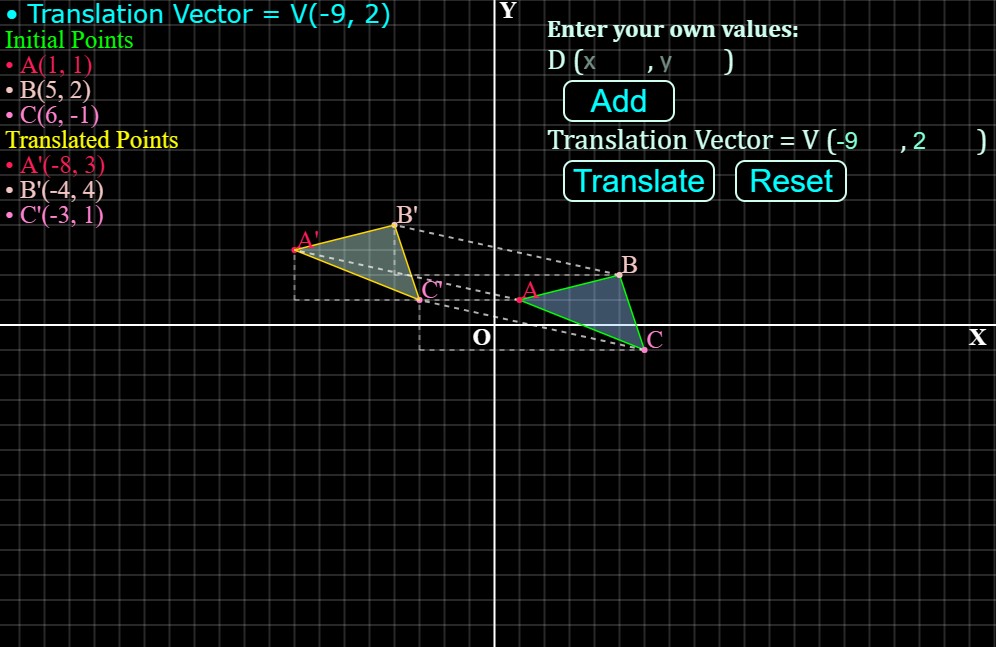 • Translation Vector = V(-9, 2)
Initial Points
• A(1, 1)
• B(5, 2)
• C(6, -1)
Translated Points
• A'(-8, 3)
• B'(-4, 4)
• C'(-3, 1)
Y
Enter your own values:
D (x , y )
Add
Translation Vector = V (-9 , 2 )
Translate Reset
B'
A'
B
C'
A
O
C
X